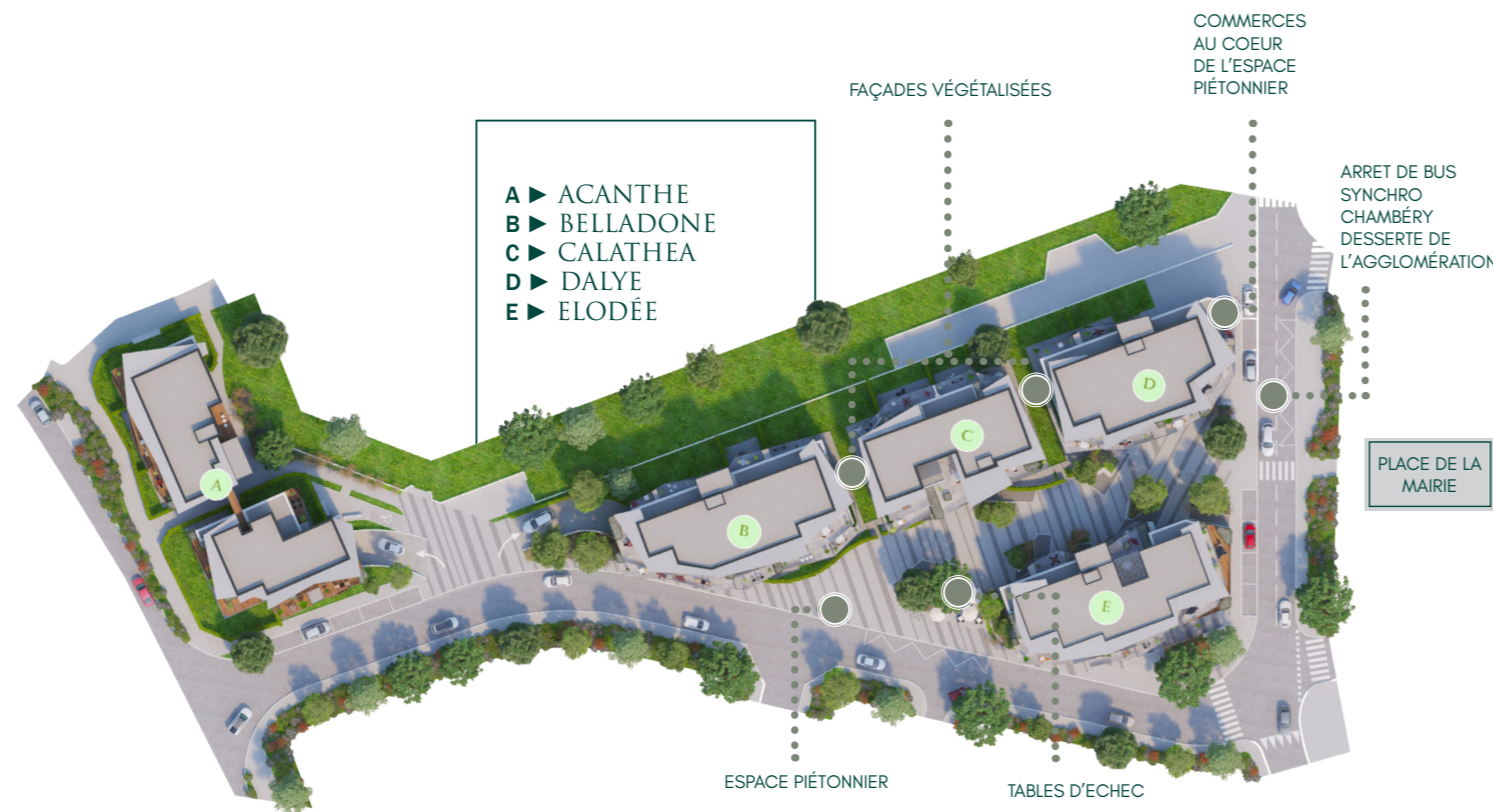 COMMERCES
AU COEUR
DE L'ESPACE
PIÉTONNIER
FAÇADES VÉGÉTALISÉES
ARRET DE BUS
SYNCHRO
CHAMBÉRY
DESSERTE DE
L'AGGLOMÉRATION
A ► ACANTHE
B ► BELLADONE
C ► CALATHEA
D ► DALYE
E ► ELODÉE
A
B
C
D
E
PLACE DE LA
MAIRIE
ESPACE PIÉTONNIER
TABLES D'ECHEC